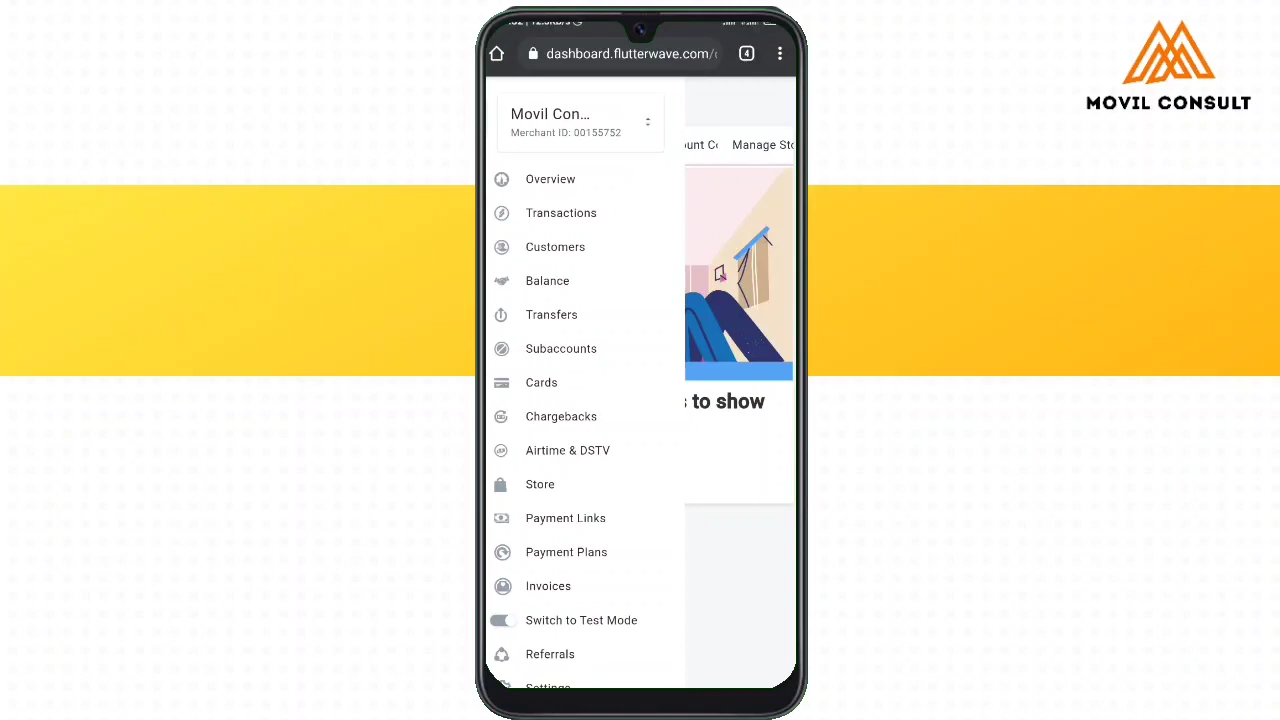 dashboard.flutterwave.com/
4
MOVIL CONSULT
Movil Con...
Merchant ID: 00155752
Manage
Overview
Transactions
Customers
Balance
Transfers
Subaccounts
Cards
to show
Chargebacks
Airtime & DSTV
Store
Payment Links
Payment Plans
Invoices
Switch to Test Mode
Referrals
Settings